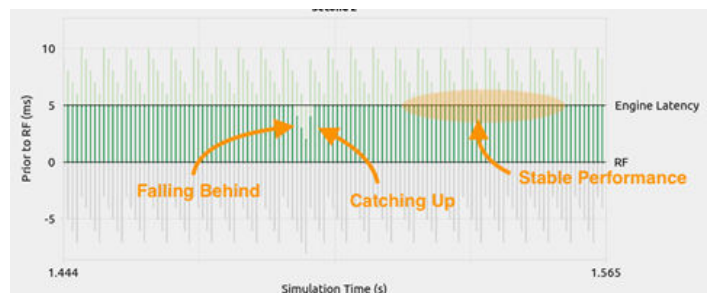 10
5
Engine Latency
Prior to RF (ms)
0
RF
Falling Behind
Catching Up
Stable Performance
-5
1.444
1.565
Simulation Time (s)